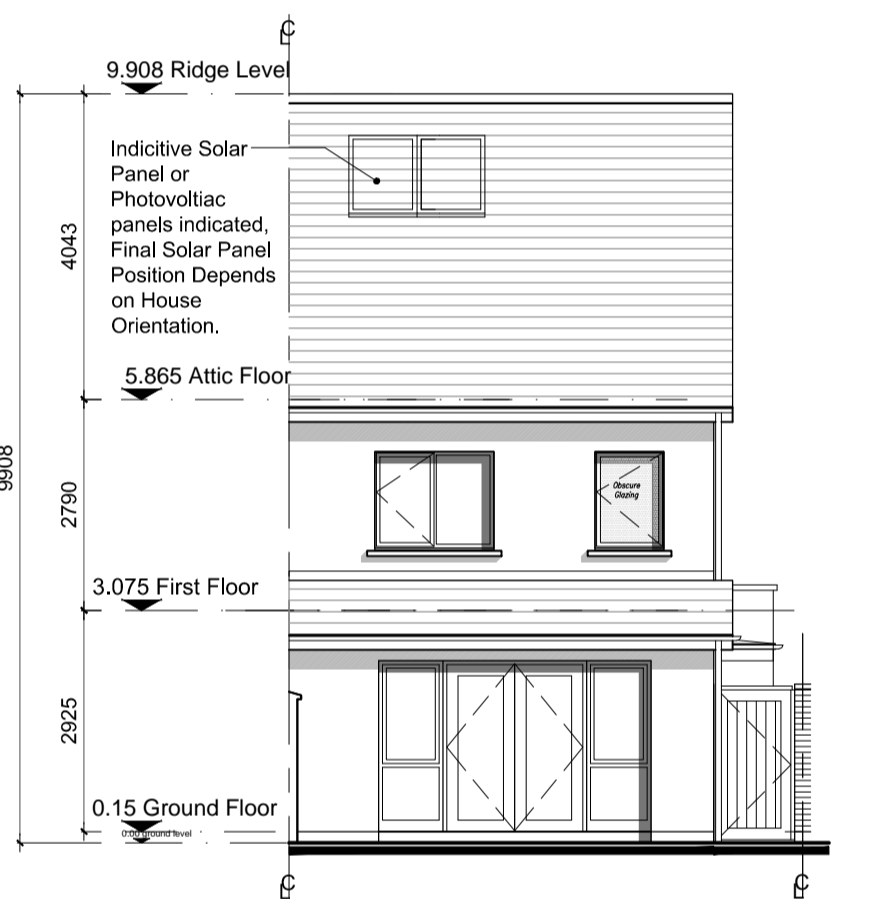 9.908 Ridge Level
Indicitive Solar
Panel or
Photovoltiac
panels indicated,
Final Solar Panel
Position Depends
on House
Orientation.
4043
5.865 Attic Floor
9908
2790
Obscure
Glazing
3.075 First Floor
2925
0.15 Ground Floor
0.00 ground level